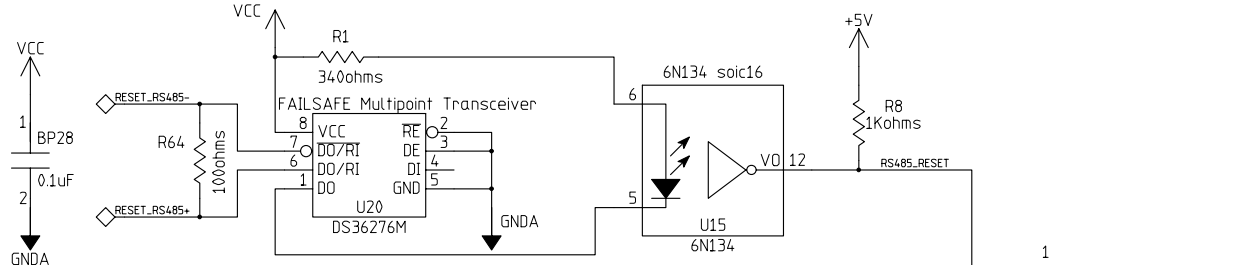 VCC
+5V
VCC
R1
340ohms
6N134 soic16
RESET_RS485-
FAILSAFE Multipoint Transceiver
6
R8
1Kohms
1
BP28
R64
100ohms
8
VCC
RE
2
7
DO/RI
DE
3
6
DO/RI
DI
4
1
DO
GND
5
VO
12
RS485_RESET
0.1uF
2
RESET_RS485+
U20
DS36276M
GNDA
5
U15
6N134
GNDA
1